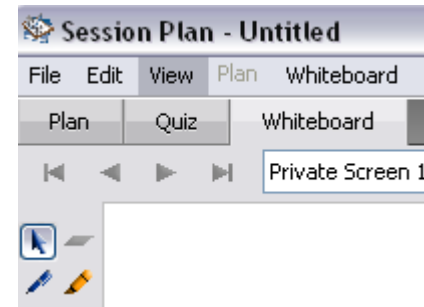 Session Plan - Untitled
File Edit View Plan Whiteboard
Plan Quiz Whiteboard
Private Screen 1